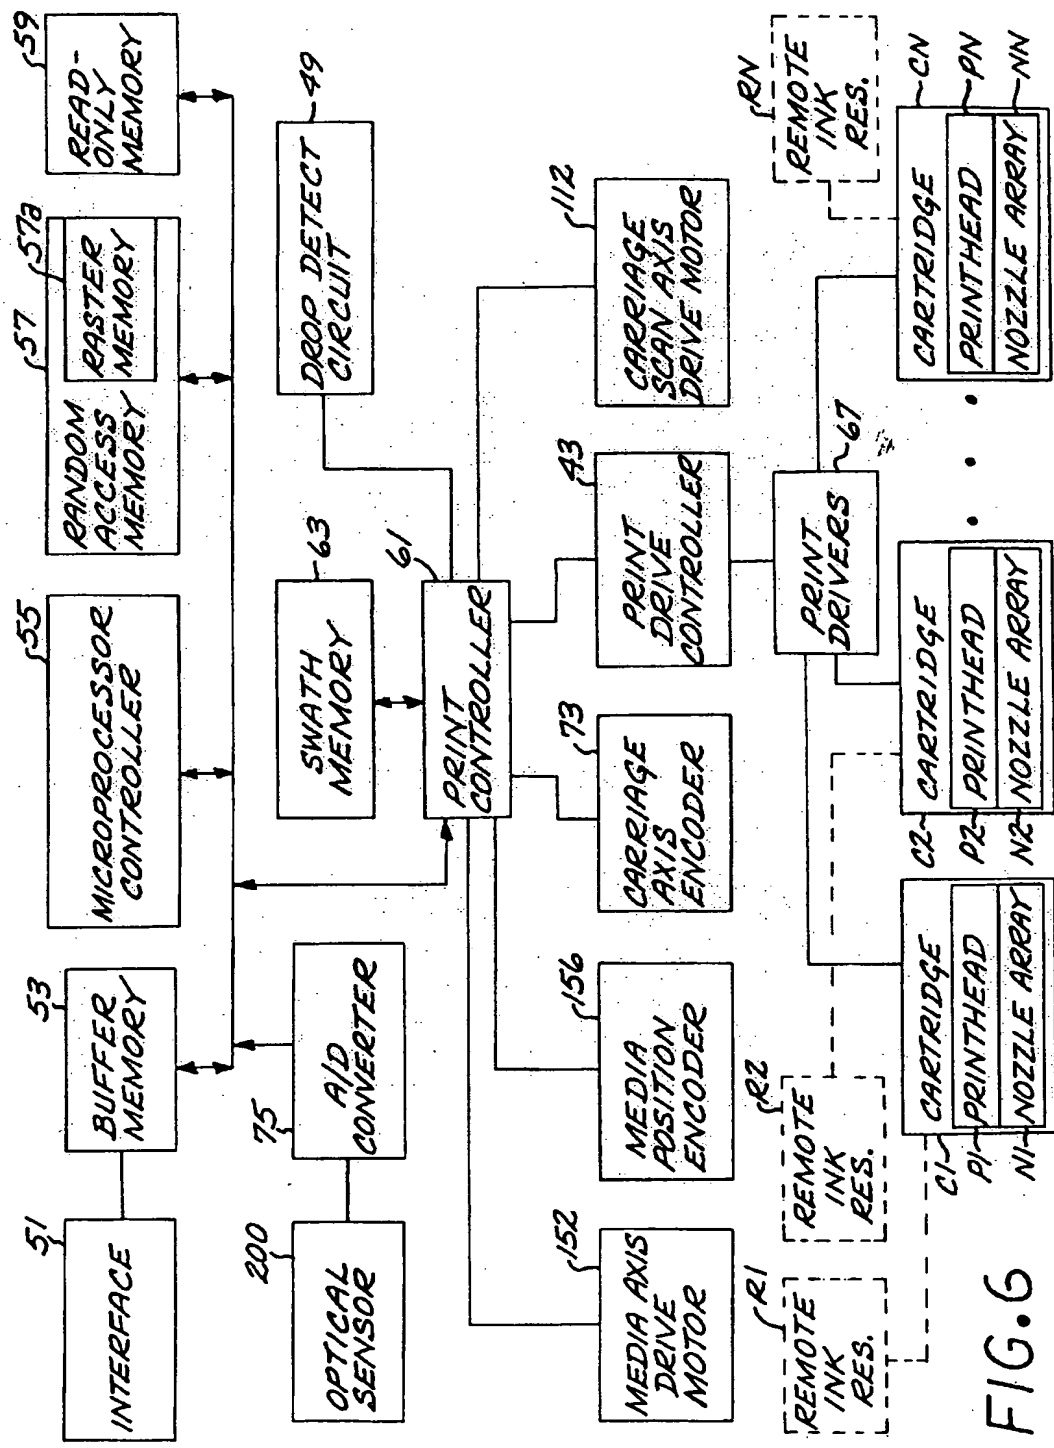 51
INTERFACE
53
BUFFER
MEMORY
55
MICROPROCESSOR
CONTROLLER
57
RANDOM
ACCESS
MEMORY
57a
RASTER
MEMORY
59
READ-
ONLY
MEMORY
200
OPTICAL
SENSOR
75
A/D
CONVERTER
63
SWATH
MEMORY
49
DROP DETECT
CIRCUIT
61
PRINT
CONTROLLER
152
MEDIA AXIS
DRIVE
MOTOR
156
MEDIA
POSITION
ENCODER
73
CARRIAGE
AXIS
ENCODER
43
PRINT
DRIVE
CONTROLLER
112
CARRIAGE
SCAN AXIS
DRIVE MOTOR
R1
REMOTE
INK
RES.
R2
REMOTE
INK
RES.
67
PRINT
DRIVERS
RN
REMOTE
INK
RES.
C1
CARTRIDGE
P1
PRINTHEAD
N1
NOZZLE ARRAY
C2
CARTRIDGE
P2
PRINTHEAD
N2
NOZZLE ARRAY
CARTRIDGE
CN
PRINTHEAD
PN
NOZZLE ARRAY
NN
FIG.6